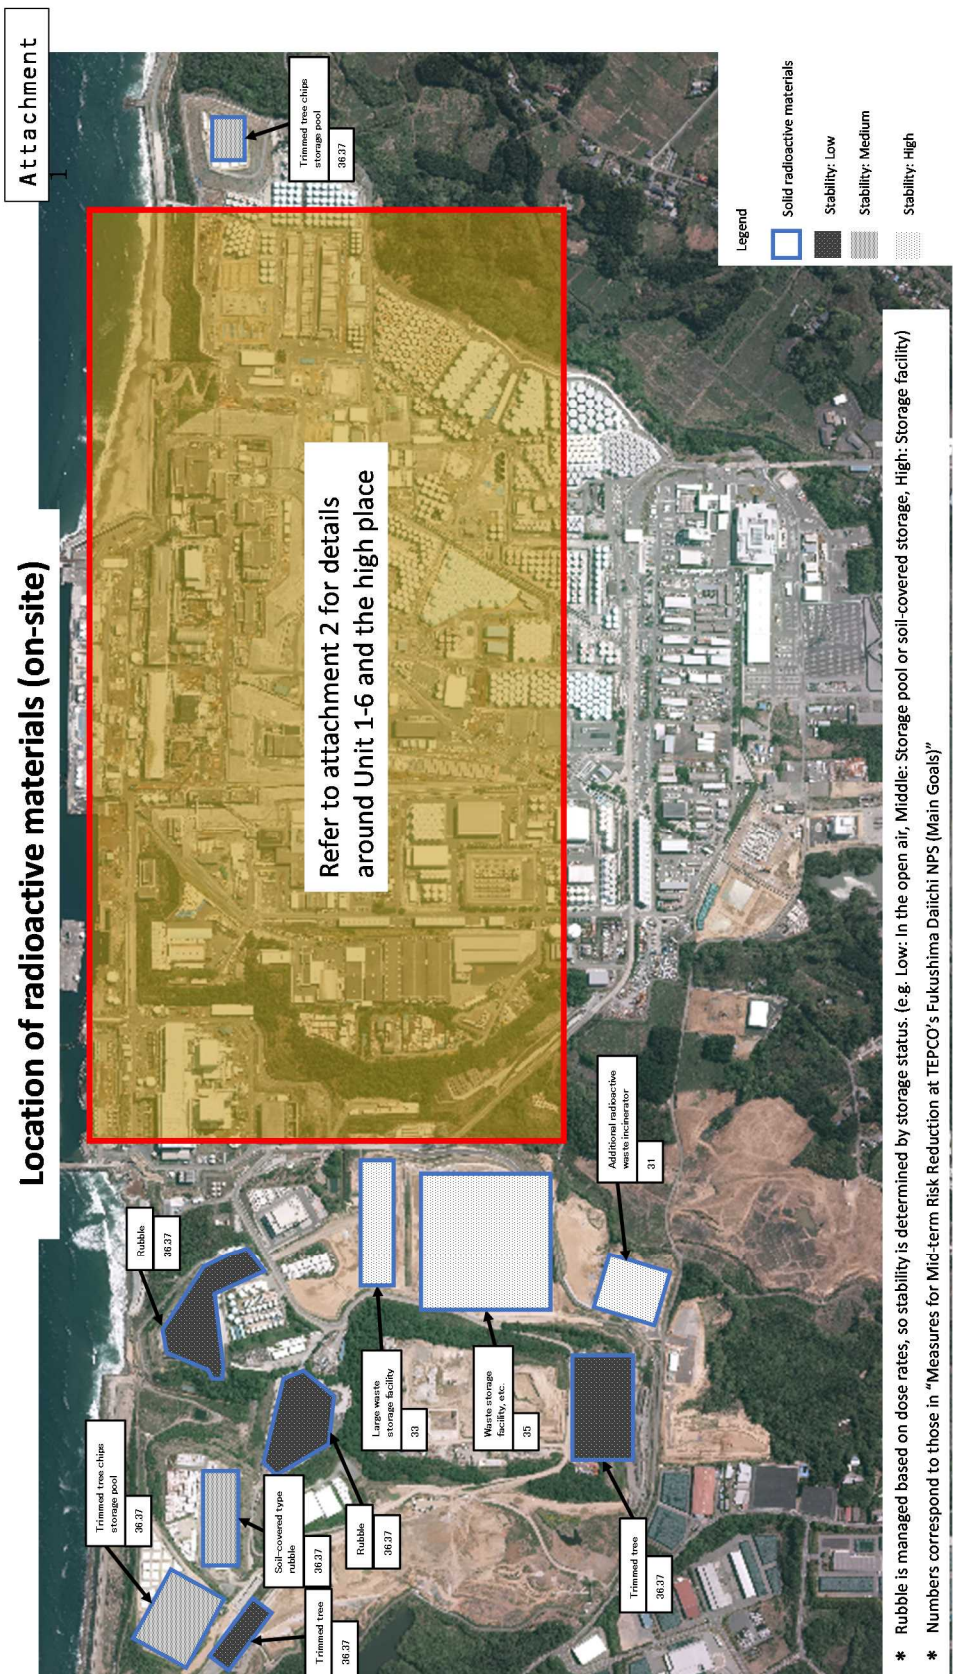 Attachment
1
Location of radioactive materials (on-site)
Trimmed tree chips
storage pool
36.37
Rubble
36.37
Trimmed tree chips
storage pool
36.37
Refer to attachment 2 for details
around Unit 1-6 and the high place
Large waste
storage facility
33
Soil-covered type
rubble
36.37
Rubble
36.37
Trimmed tree
36.37
Waste storage
facility, etc.
35
Additional radioactive
waste incinerator
31
Trimmed tree
36.37
Legend
Solid radioactive materials
Stability: Low
Stability: Medium
Stability: High
* Rubble is managed based on dose rates, so stability is determined by storage status. (e.g. Low: In the open air, Middle: Storage pool or soil-covered storage, High: Storage facility)
* Numbers correspond to those in “Measures for Mid-term Risk Reduction at TEPCO’s Fukushima Daiichi NPS (Main Goals)”